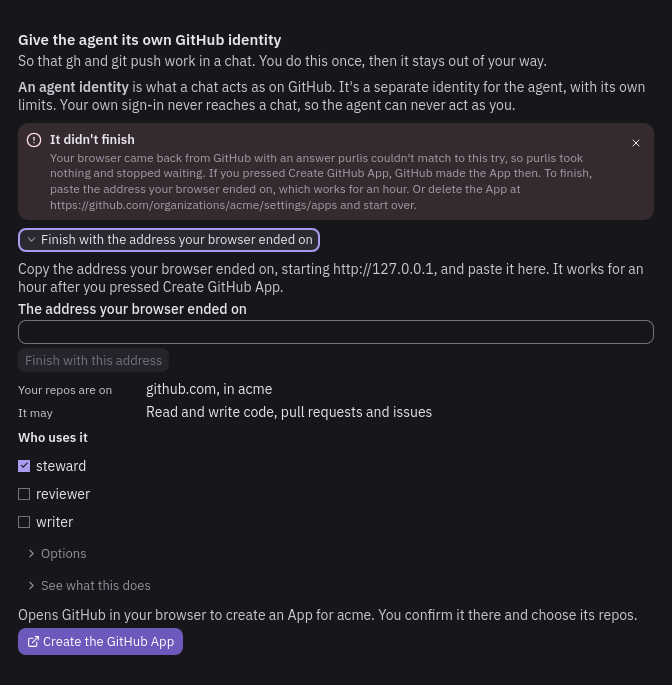 Give the agent its own GitHub identity
So that gh and git push work in a chat. You do this once, then it stays out of your way.
An agent identity is what a chat acts as on GitHub. It's a separate identity for the agent, with its own
limits. Your own sign-in never reaches a chat, so the agent can never act as you.
It didn't finish
Your browser came back from GitHub with an answer purlis couldn't match to this try, so purlis took
nothing and stopped waiting. If you pressed Create GitHub App, GitHub made the App then. To finish,
paste the address your browser ended on, which works for an hour. Or delete the App at
https://github.com/organizations/acme/settings/apps and start over.
Finish with the address your browser ended on
Copy the address your browser ended on, starting http://127.0.0.1, and paste it here. It works for an
hour after you pressed Create GitHub App.
The address your browser ended on
Finish with this address
Your repos are on github.com, in acme
It may Read and write code, pull requests and issues
Who uses it
steward
reviewer
writer
Options
See what this does
Opens GitHub in your browser to create an App for acme. You confirm it there and choose its repos.
Create the GitHub App